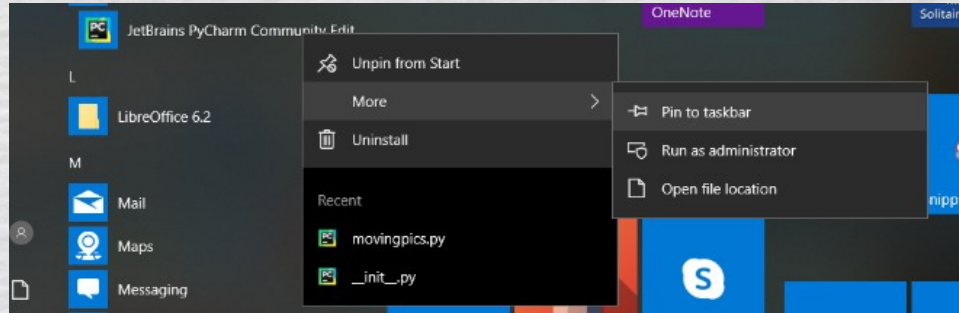 OneNote
Solitair
JetBrains PyCharm Community Edit
Unpin from Start
L
More
Pin to taskbar
LibreOffice 6.2
Uninstall
Run as administrator
M
Open file location
Recent
Mail
nipp
movingpics.py
Maps
__init__.py
Messaging